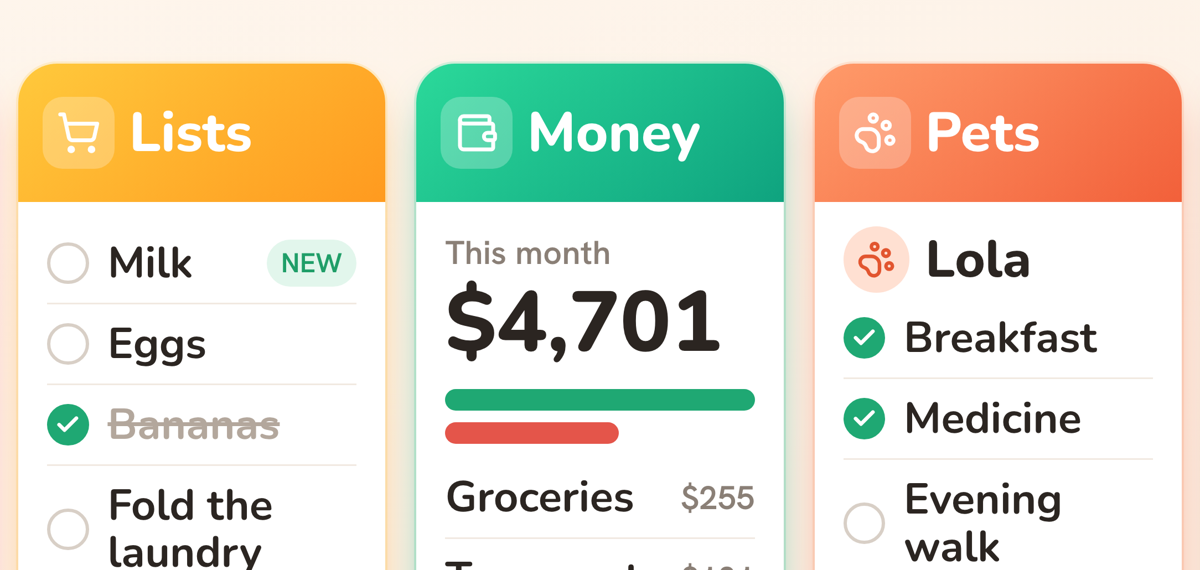 Lists
Milk
NEW
Eggs
Bananas
Fold the
laundry
Money
This month
$4,701
Groceries
$255
Pets
Lola
Breakfast
Medicine
Evening
walk